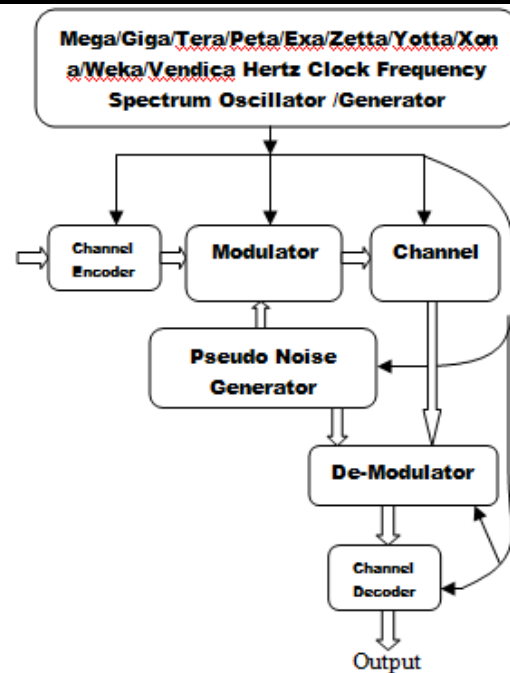 Mega/Giga/Tera/Peta/Exa/Zetta/Yotta/Xon
a/Weka/Vendica Hertz Clock Frequency
Spectrum Oscillator /Generator
Channel
Encoder
Modulator
Channel
Pseudo Noise
Generator
De-Modulator
Channel
Decoder
Output